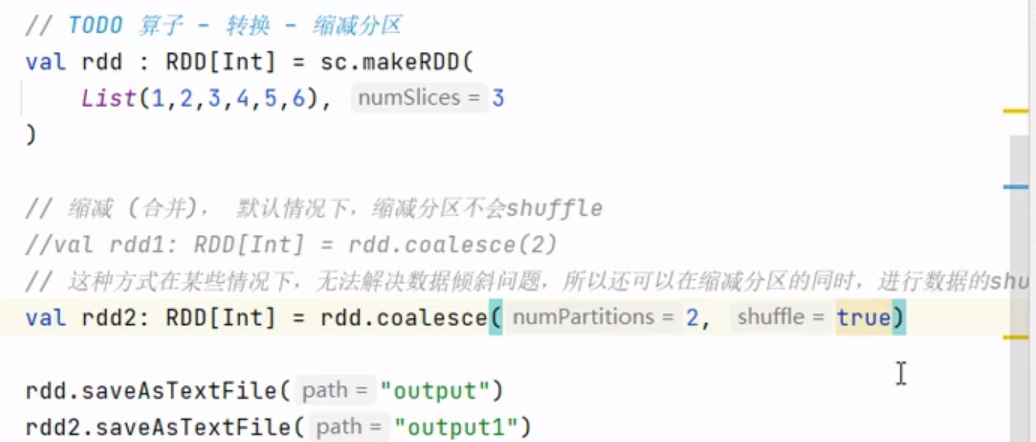 // TODO 算子 - 转换 - 缩减分区
val rdd : RDD[Int] = sc.makeRDD(
List(1,2,3,4,5,6), numSlices = 3
)
// 缩减 (合并)， 默认情况下，缩减分区不会shuffle
//val rdd1: RDD[Int] = rdd.coalesce(2)
// 这种方式在某些情况下，无法解决数据倾斜问题，所以还可以在缩减分区的同时，进行数据的shu
val rdd2: RDD[Int] = rdd.coalesce( numPartitions = 2, shuffle = true)
rdd.saveAsTextFile( path = "output")
rdd2.saveAsTextFile( path = "output1")